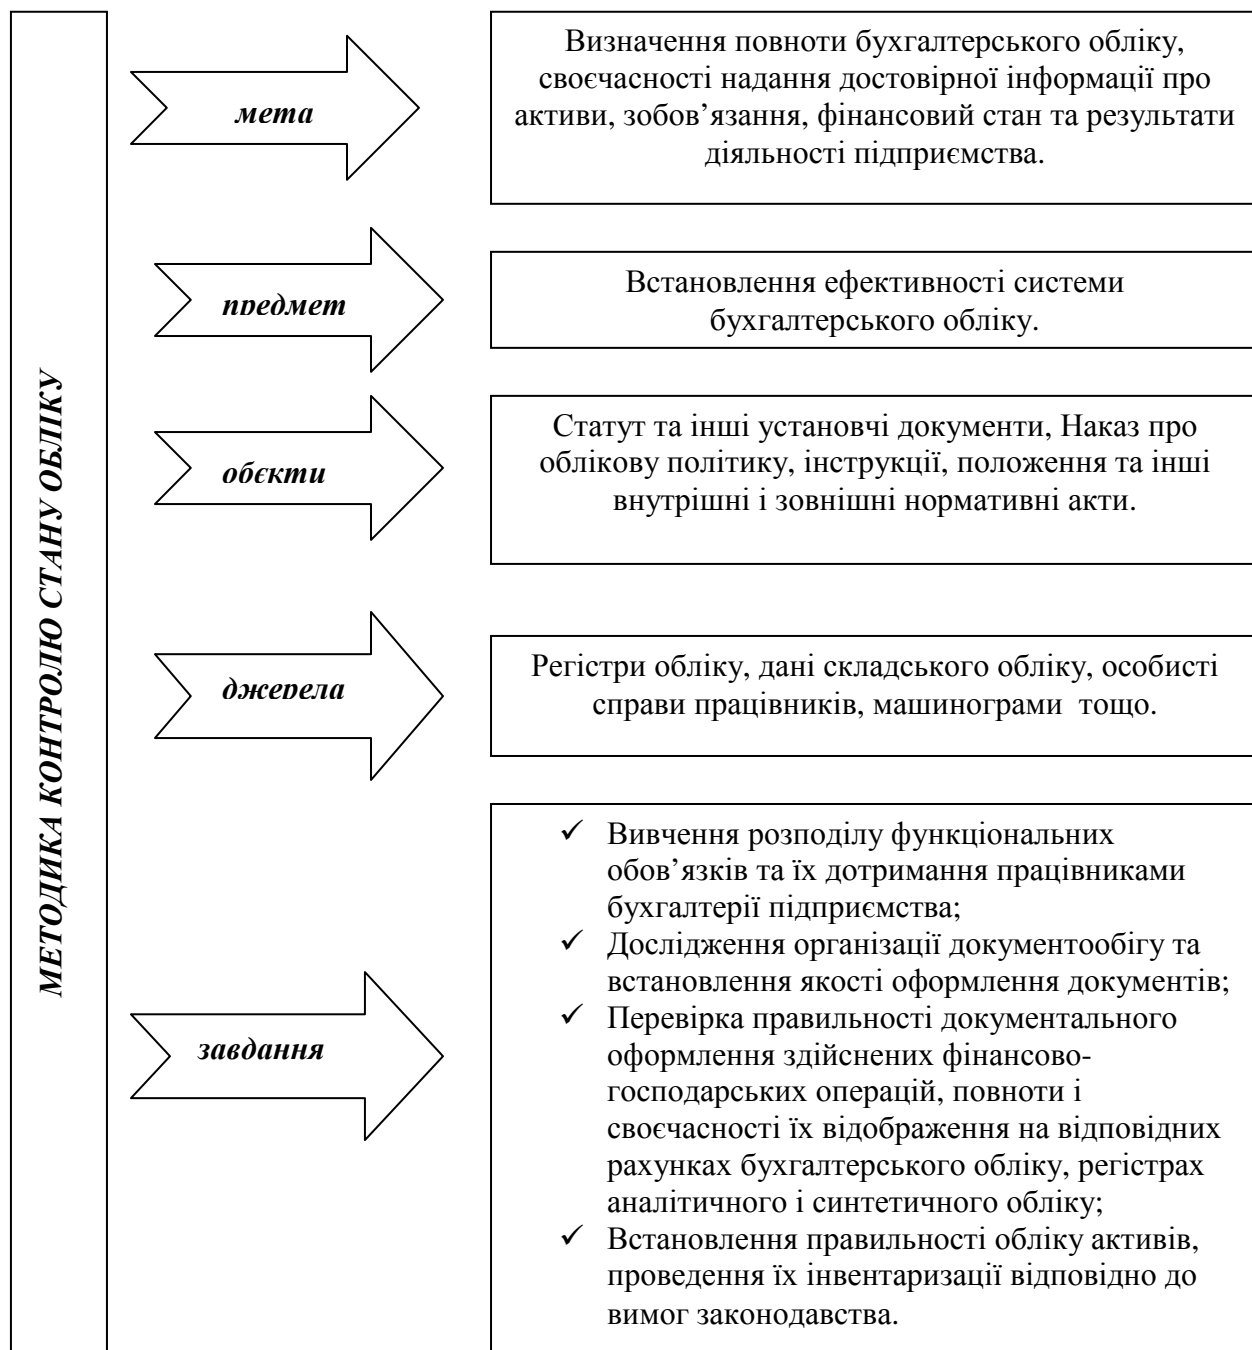 МЕТОДИКА КОНТРОЛЮ СТАНУ ОБЛІКУ
мета
Визначення повноти бухгалтерського обліку,
своєчасності надання достовірної інформації про
активи, зобов’язання, фінансовий стан та результати
діяльності підприємства.
предмет
Встановлення ефективності системи
бухгалтерського обліку.
обєкти
Статут та інші установчі документи, Наказ про
облікову політику, інструкції, положення та інші
внутрішні і зовнішні нормативні акти.
джерела
Регістри обліку, дані складського обліку, особисті
справи працівників, машинограми тощо.
завдання
✓ Вивчення розподілу функціональних
обов’язків та їх дотримання працівниками
бухгалтерії підприємства;
✓ Дослідження організації документообігу та
встановлення якості оформлення документів;
✓ Перевірка правильності документального
оформлення здійснених фінансово-
господарських операцій, повноти і
своєчасності їх відображення на відповідних
рахунках бухгалтерського обліку, регістрах
аналітичного і синтетичного обліку;
✓ Встановлення правильності обліку активів,
проведення їх інвентаризації відповідно до
вимог законодавства.